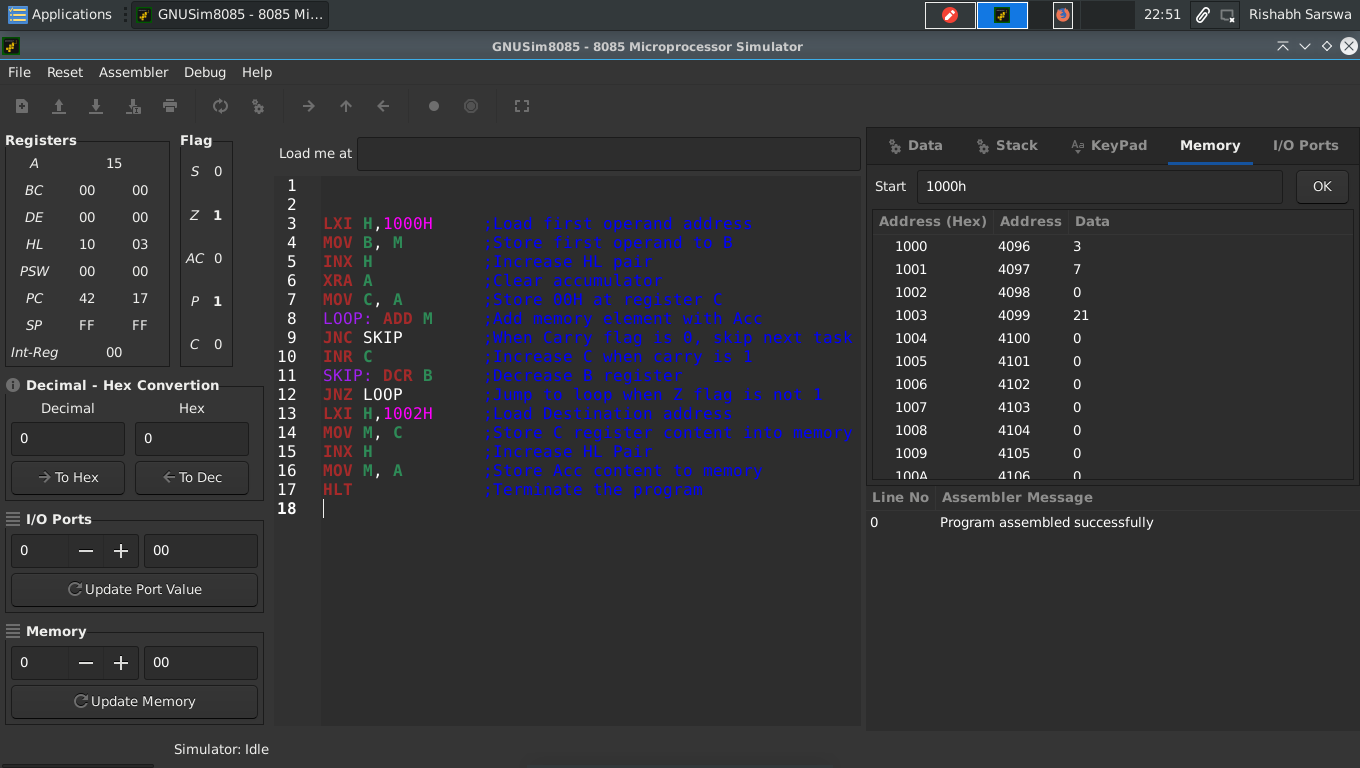 Applications
GNUSim8085 - 8085 Mi...
22:51
Rishabh Sarswa
GNUSim8085 - 8085 Microprocessor Simulator
File Reset Assembler Debug Help
Registers
A 15
BC 00 00
DE 00 00
HL 10 03
PSW 00 00
PC 42 17
SP FF FF
Int-Reg 00
Flag
S 0
Z 1
AC 0
P 1
C 0
Decimal - Hex Convertion
Decimal Hex
0 0
To Hex To Dec
I/O Ports
0 00
Update Port Value
Memory
0 00
Update Memory
Load me at
1
2
3 LXI H,1000H ;Load first operand address
4 MOV B, M ;Store first operand to B
5 INX H ;Increase HL pair
6 XRA A ;Clear accumulator
7 MOV C, A ;Store 00H at register C
8 LOOP: ADD M ;Add memory element with Acc
9 JNC SKIP ;When Carry flag is 0, skip next task
10 INR C ;Increase C when carry is 1
11 SKIP: DCR B ;Decrease B register
12 JNZ LOOP ;Jump to loop when Z flag is not 1
13 LXI H,1002H ;Load Destination address
14 MOV M, C ;Store C register content into memory
15 INX H ;Increase HL Pair
16 MOV M, A ;Store Acc content to memory
17 HLT ;Terminate the program
18
Data Stack KeyPad Memory I/O Ports
Start 1000h OK
Address (Hex) Address Data
1000 4096 3
1001 4097 7
1002 4098 0
1003 4099 21
1004 4100 0
1005 4101 0
1006 4102 0
1007 4103 0
1008 4104 0
1009 4105 0
100A 4106 0
Line No Assembler Message
0 Program assembled successfully
Simulator: Idle